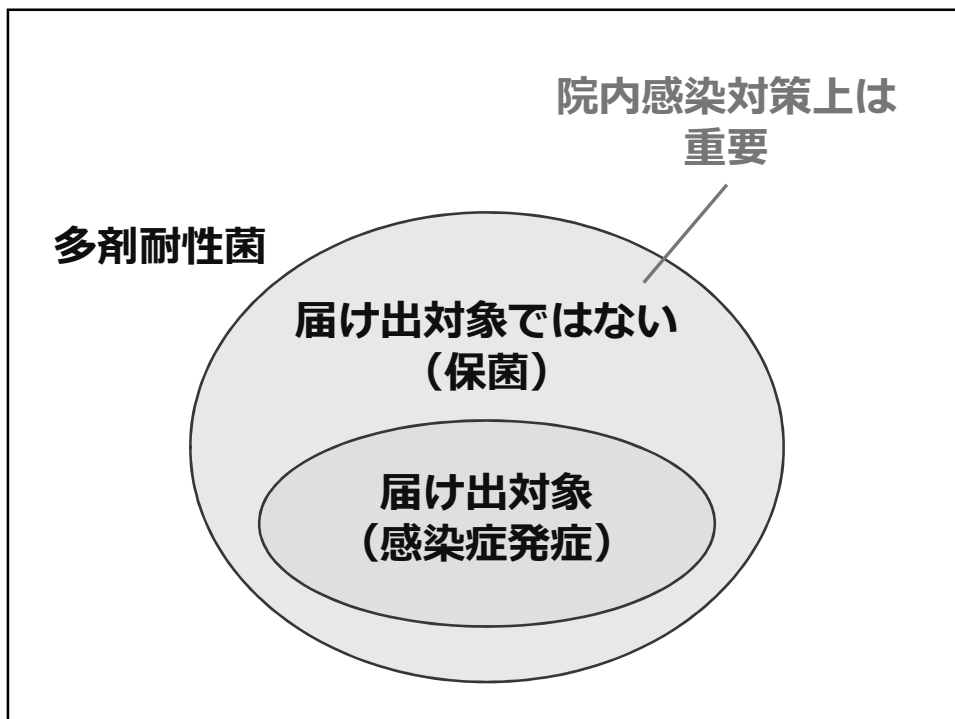 院内感染対策上は
重要
多剤耐性菌
届け出対象ではない
（保菌）
届け出対象
（感染症発症）